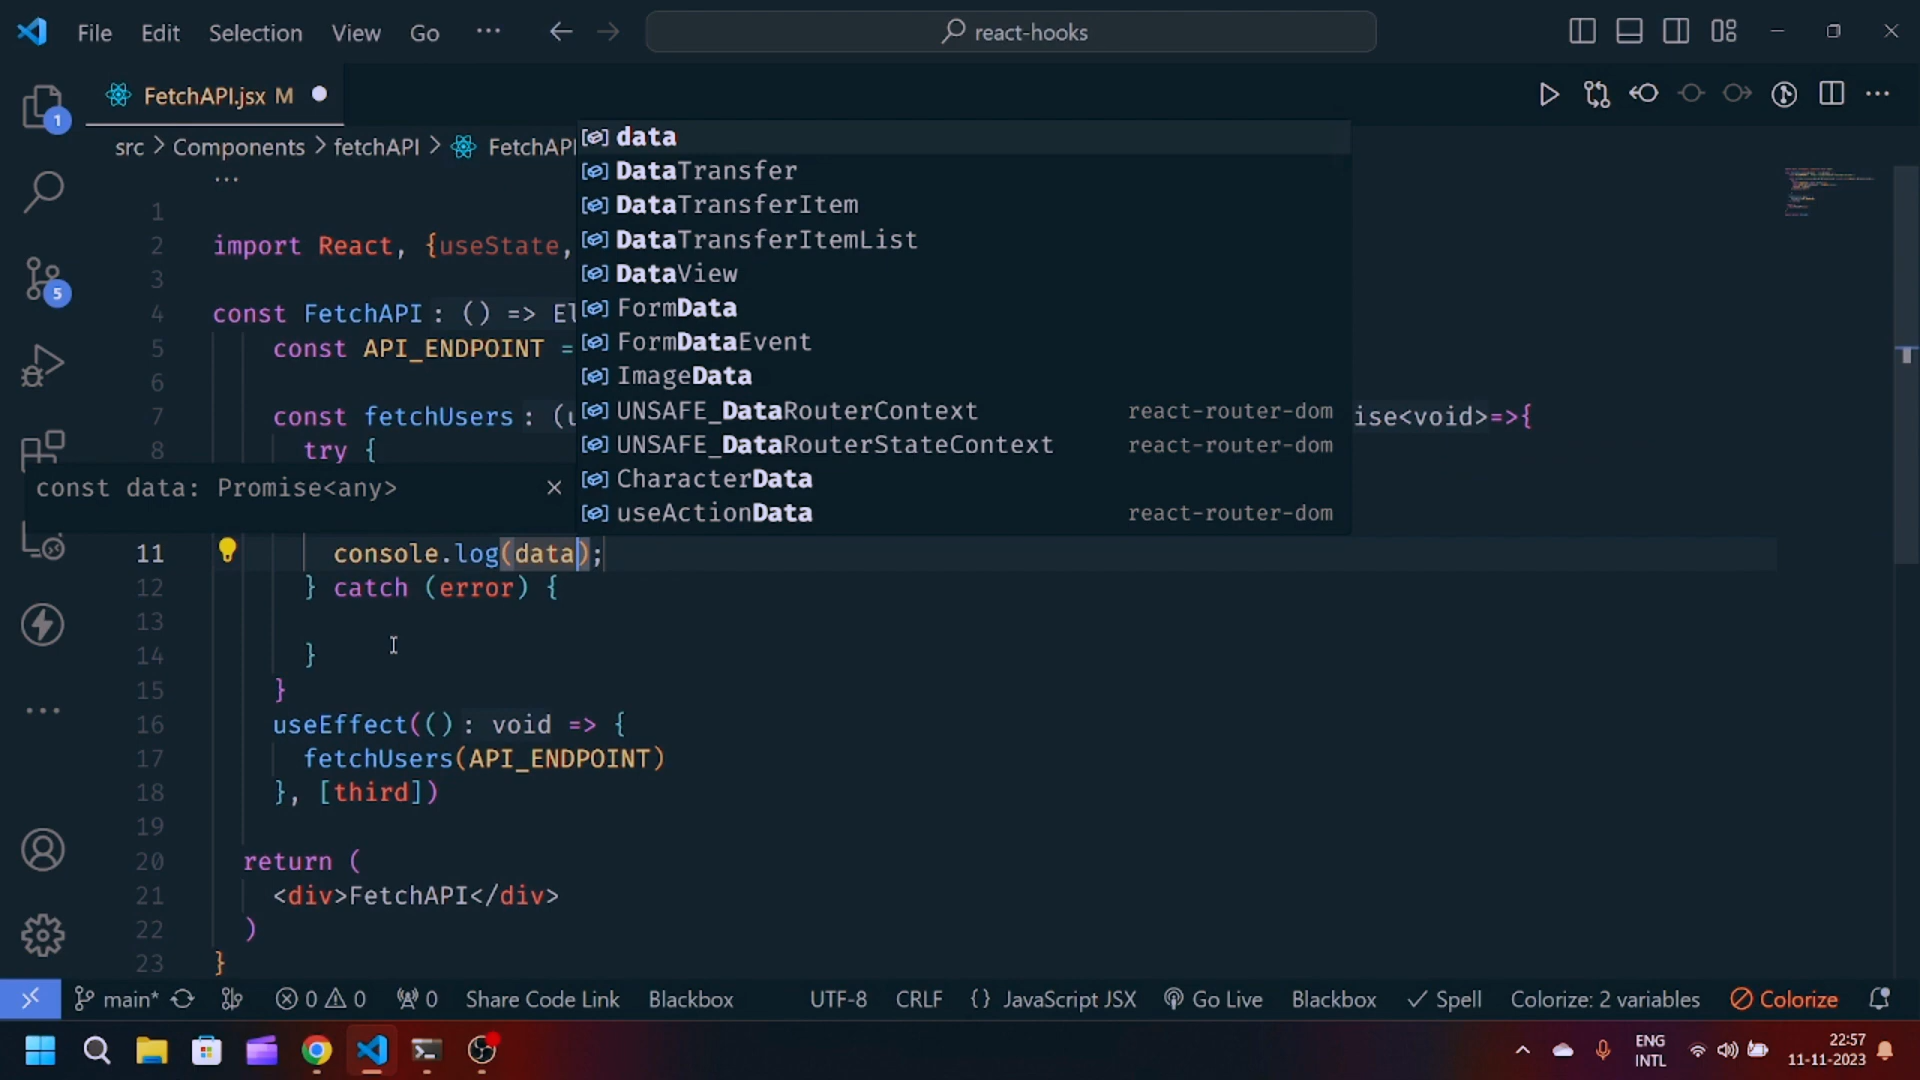 File Edit Selection View Go ··· react-hooks
FetchAPI.jsx M
src > Components > fetchAPI > FetchAPI
1
...
1
2 import React, {useState,
3
4 const FetchAPI: () => El
5 const API_ENDPOINT =
6
7 const fetchUsers: (u ise<void>=>{
8 try {
const data: Promise<any>
data
DataTransfer
DataTransferItem
DataTransferItemList
DataView
FormData
FormDataEvent
ImageData
UNSAFE_DataRouterContext react-router-dom
UNSAFE_DataRouterStateContext react-router-dom
CharacterData
useActionData react-router-dom
5
11 console.log(data);
12 } catch (error) {
13
14 }
15 }
16 useEffect((): void => {
17 fetchUsers(API_ENDPOINT)
18 }, [third])
19
20 return (
21 <div>FetchAPI</div>
22 )
23 }
main* 0 0 0 Share Code Link Blackbox UTF-8 CRLF {} JavaScript JSX Go Live Blackbox Spell Colorize: 2 variables Colorize
ENG
INTL
22:57
11-11-2023